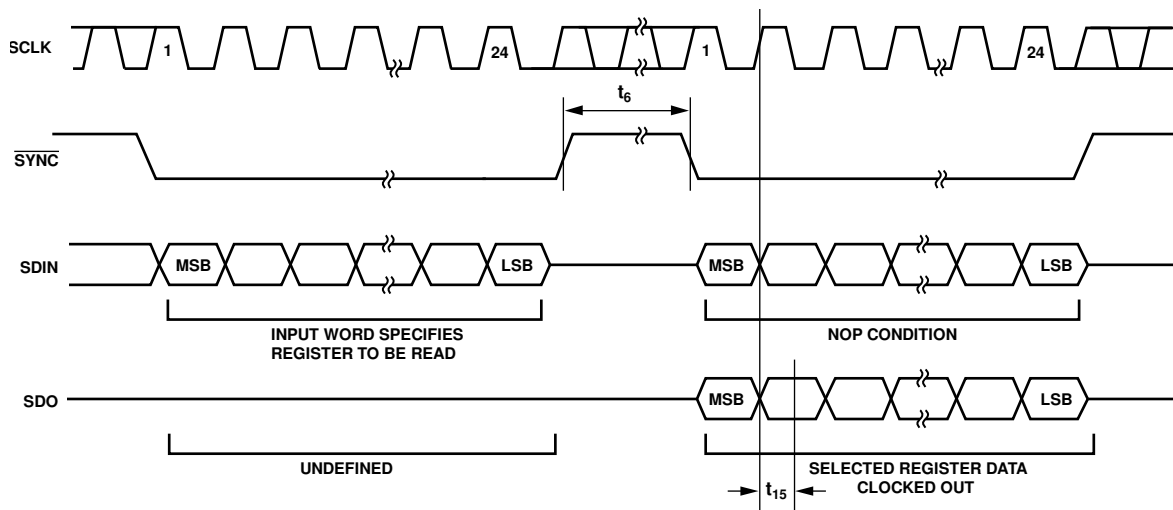 SCLK
1
24
1
24
t6
SYNC
SDIN
MSB
LSB
MSB
LSB
INPUT WORD SPECIFIES
REGISTER TO BE READ
NOP CONDITION
SDO
MSB
LSB
UNDEFINED
SELECTED REGISTER DATA
CLOCKED OUT
t15